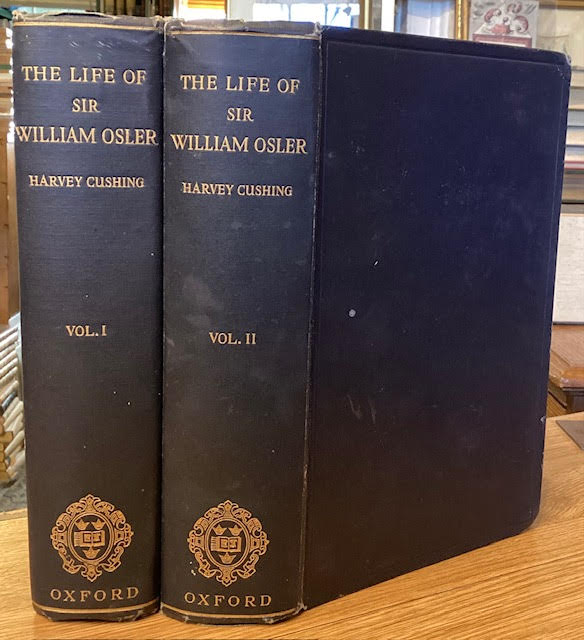 THE LIFE OF
SIR
WILLIAM OSLER
HARVEY CUSHING
VOL. I
OXFORD
THE LIFE OF
SIR
WILLIAM OSLER
HARVEY CUSHING
VOL. II
OXFORD